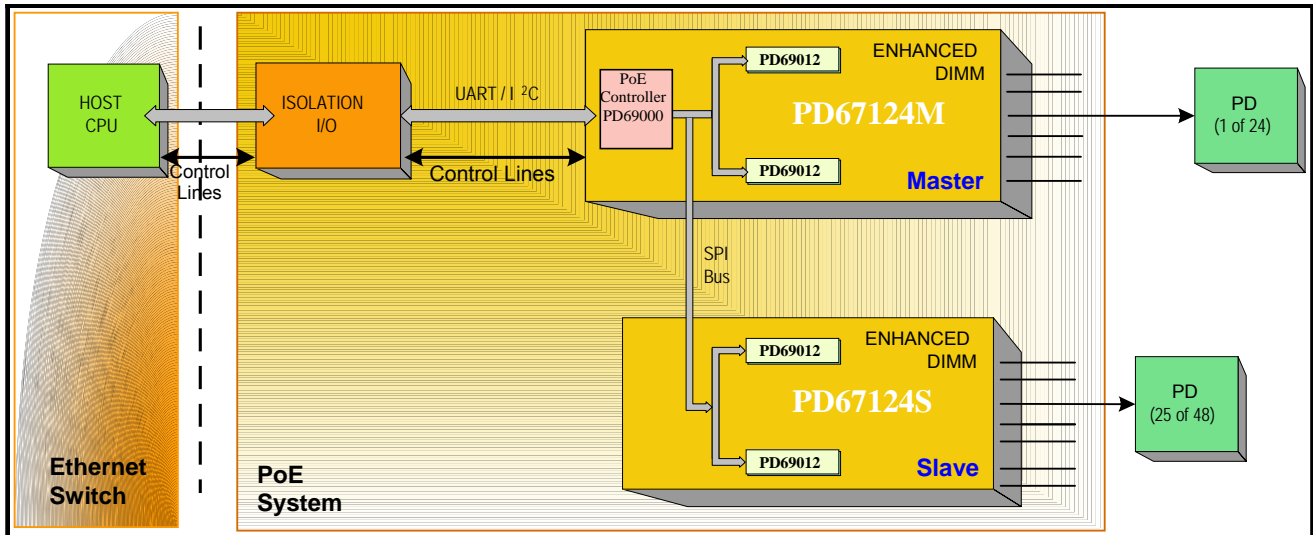 HOST
CPU
Control
Lines
Ethernet
Switch
ISOLATION
I/O
UART / I ²C
Control Lines
PoE
System
PoE
Controller
PD69000
PD69012
PD69012
ENHANCED
DIMM
PD67124M
Master
SPI
Bus
PD69012
PD69012
ENHANCED
DIMM
PD67124S
Slave
PD
(1 of 24)
PD
(25 of 48)